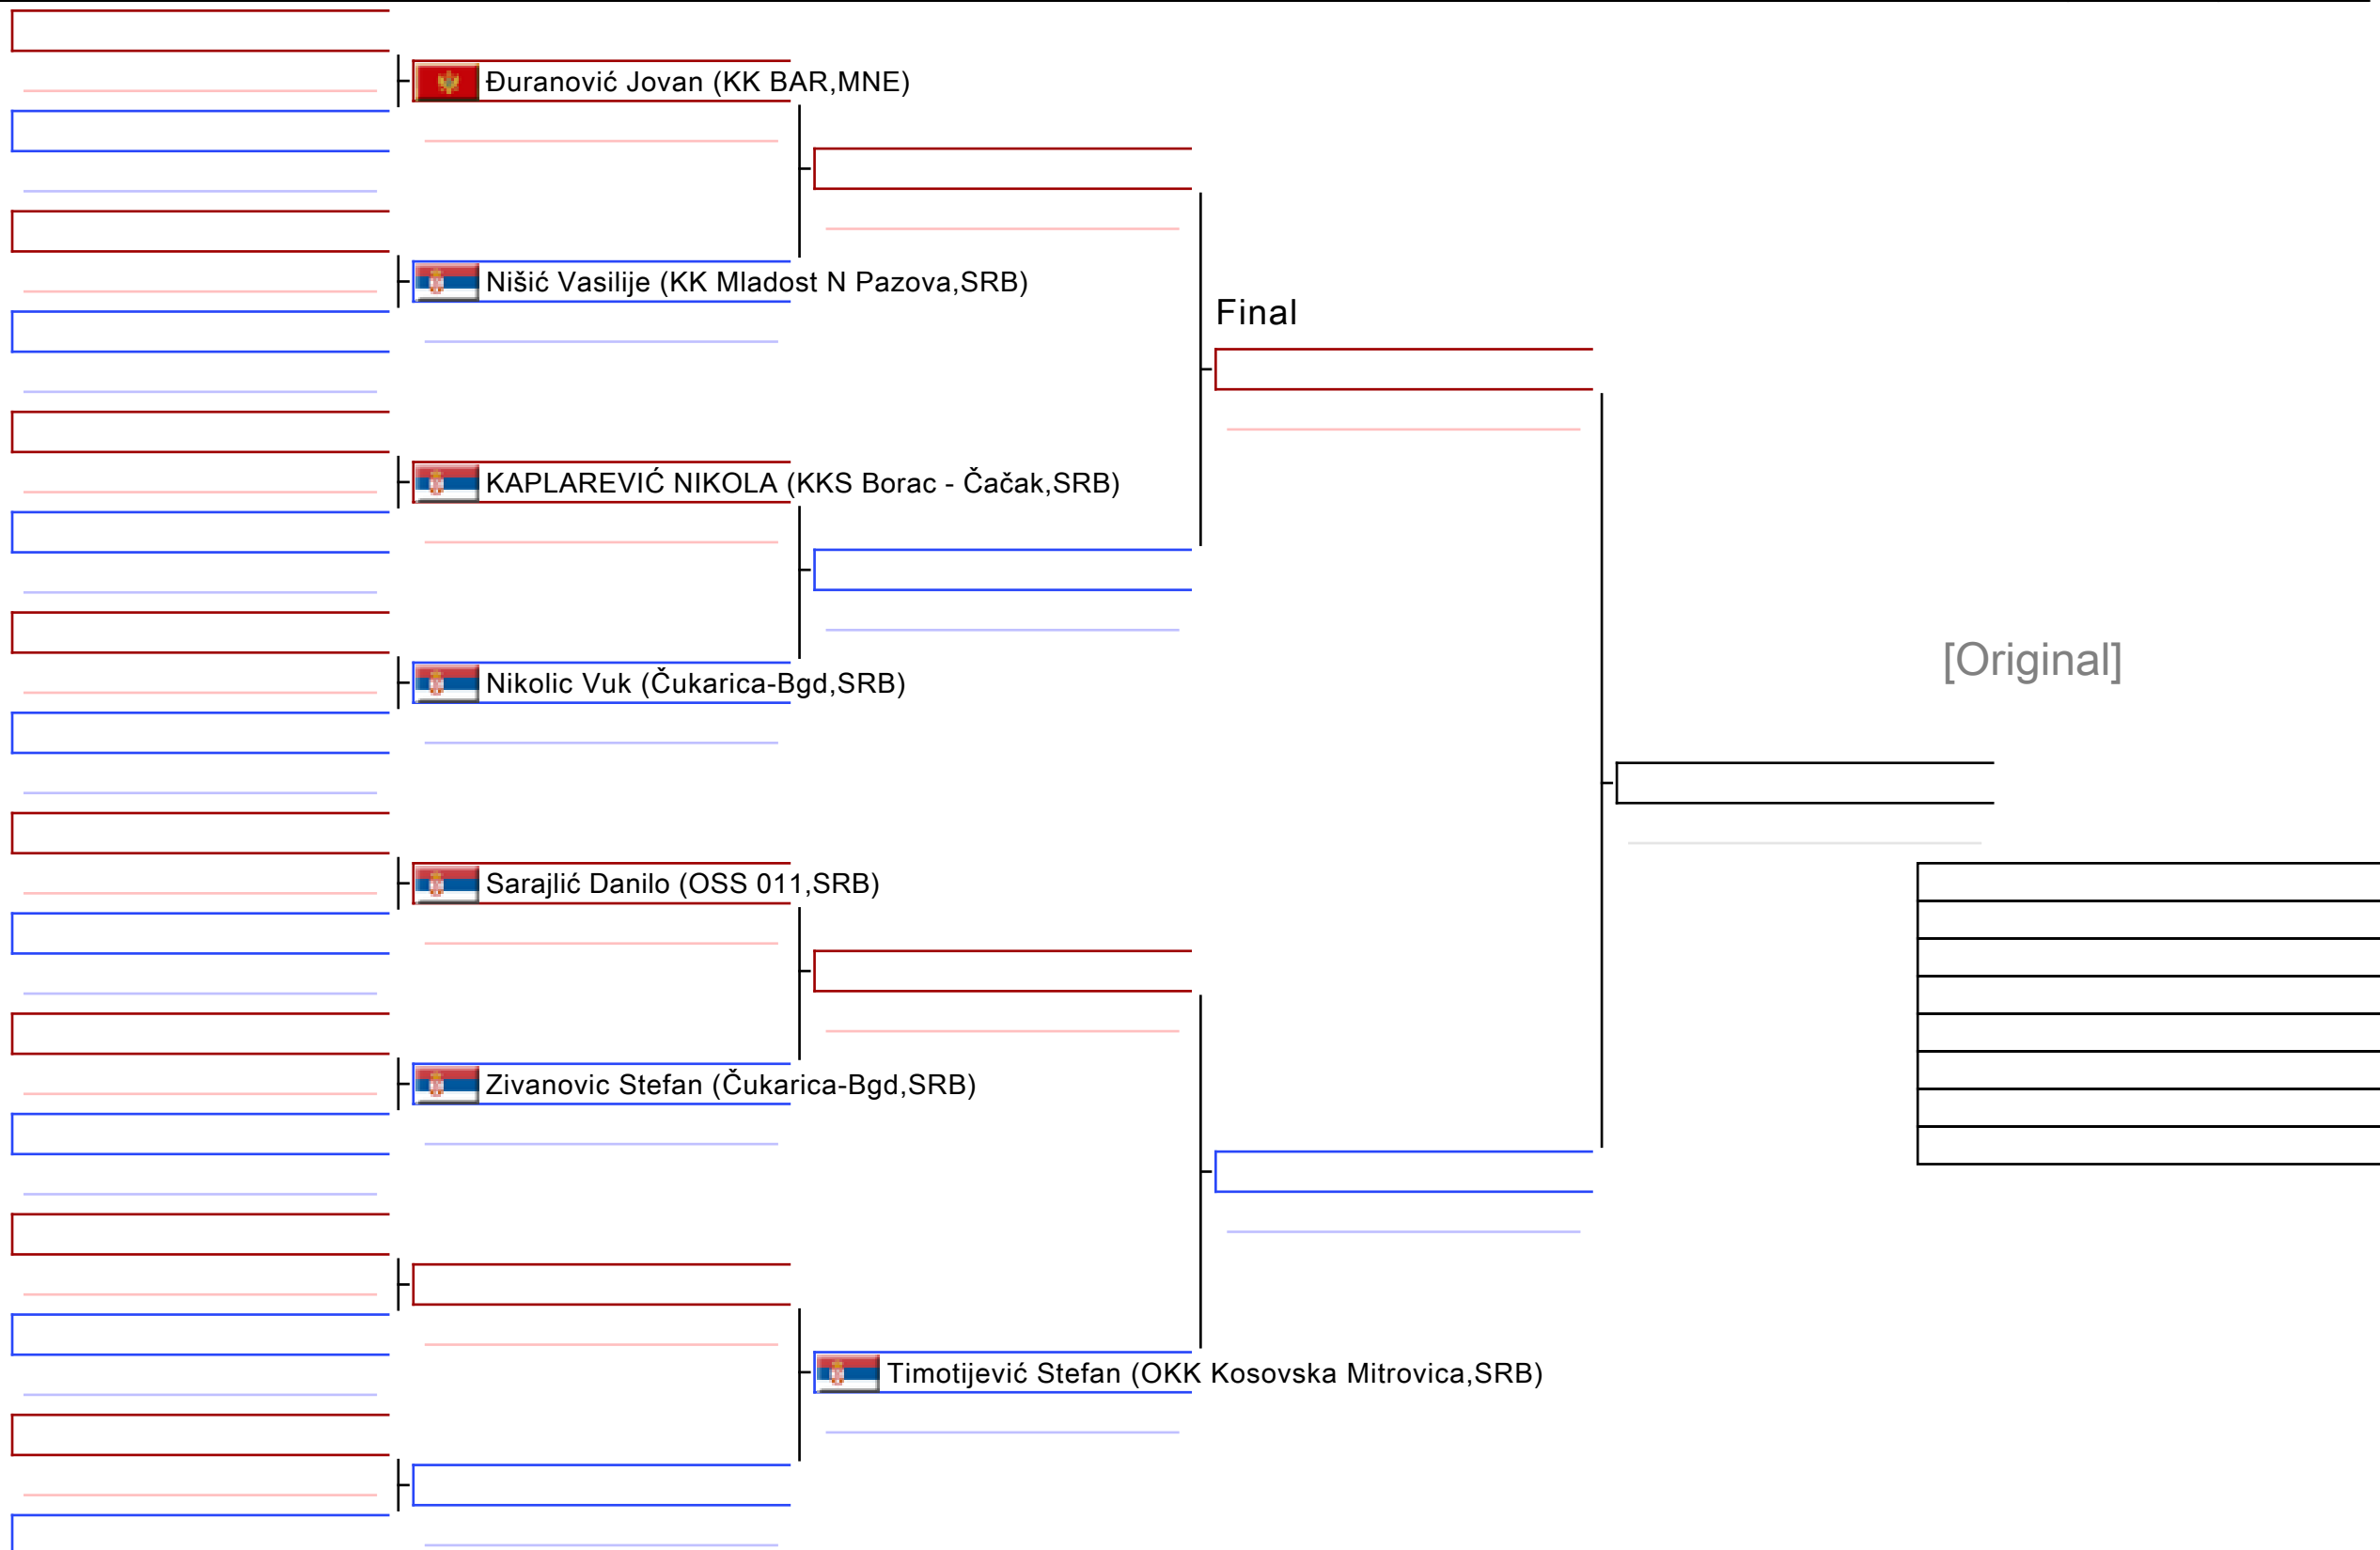 Đuranović Jovan (KK BAR,MNE)
Nišić Vasilije (KK Mladost N Pazova,SRB)
Final
KAPLAREVIĆ NIKOLA (KKS Borac - Čačak,SRB)
[Original]
Nikolic Vuk (Čukarica-Bgd,SRB)
Sarajlić Danilo (OSS 011,SRB)
Zivanovic Stefan (Čukarica-Bgd,SRB)
Timotijević Stefan (OKK Kosovska Mitrovica,SRB)